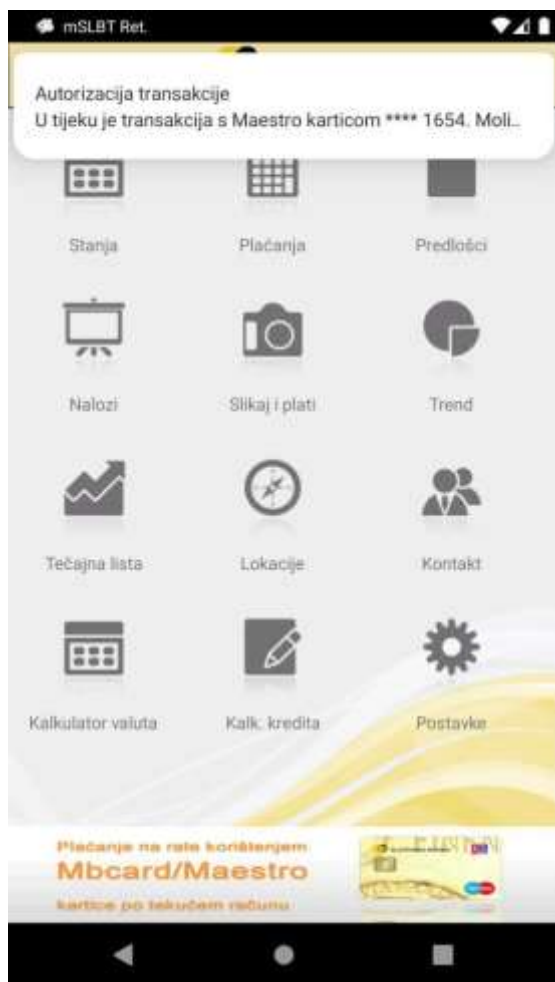 mSLBT Ret.
Autorizacija transakcije
U tijeku je transakcija s Maestro karticom **** 1654. Moli...
Stanja
Plaćanja
Predlošci
Nalozi
Slikaj i plati
Trend
Tečajna lista
Lokacije
Kontakt
Kalkulator valuta
Kalk. kredita
Postavke
Plaćanje na rate korištenjem
Mbcard/Maestro
kartice po tekućem računu